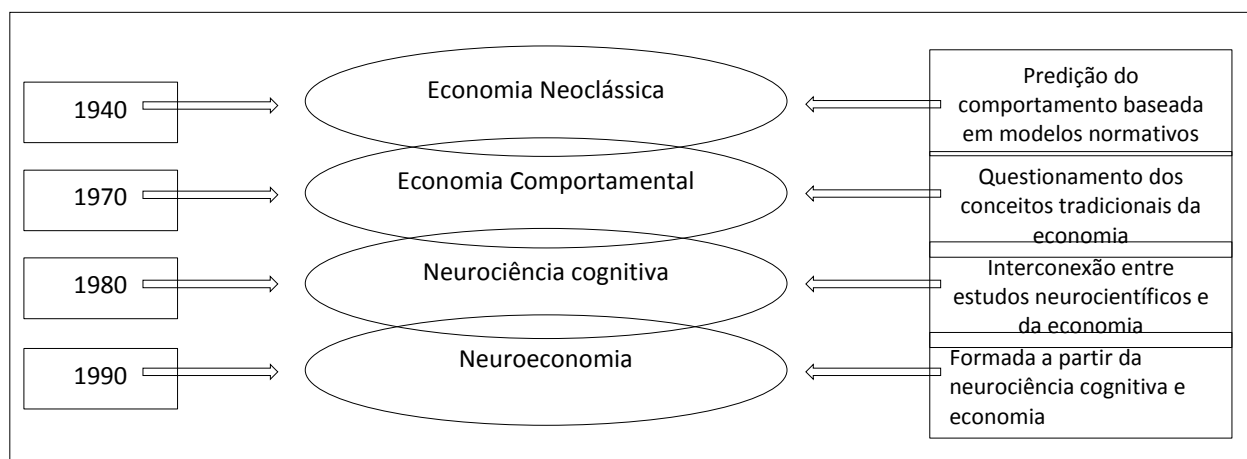 1940
Economia Neoclássica
Predição do
comportamento baseada
em modelos normativos
1970
Economia Comportamental
Questionamento dos
conceitos tradicionais da
economia
1980
Neurociência cognitiva
Interconexão entre
estudos neurocientíficos e
da economia
1990
Neuroeconomia
Formada a partir da
neurociência cognitiva e
economia